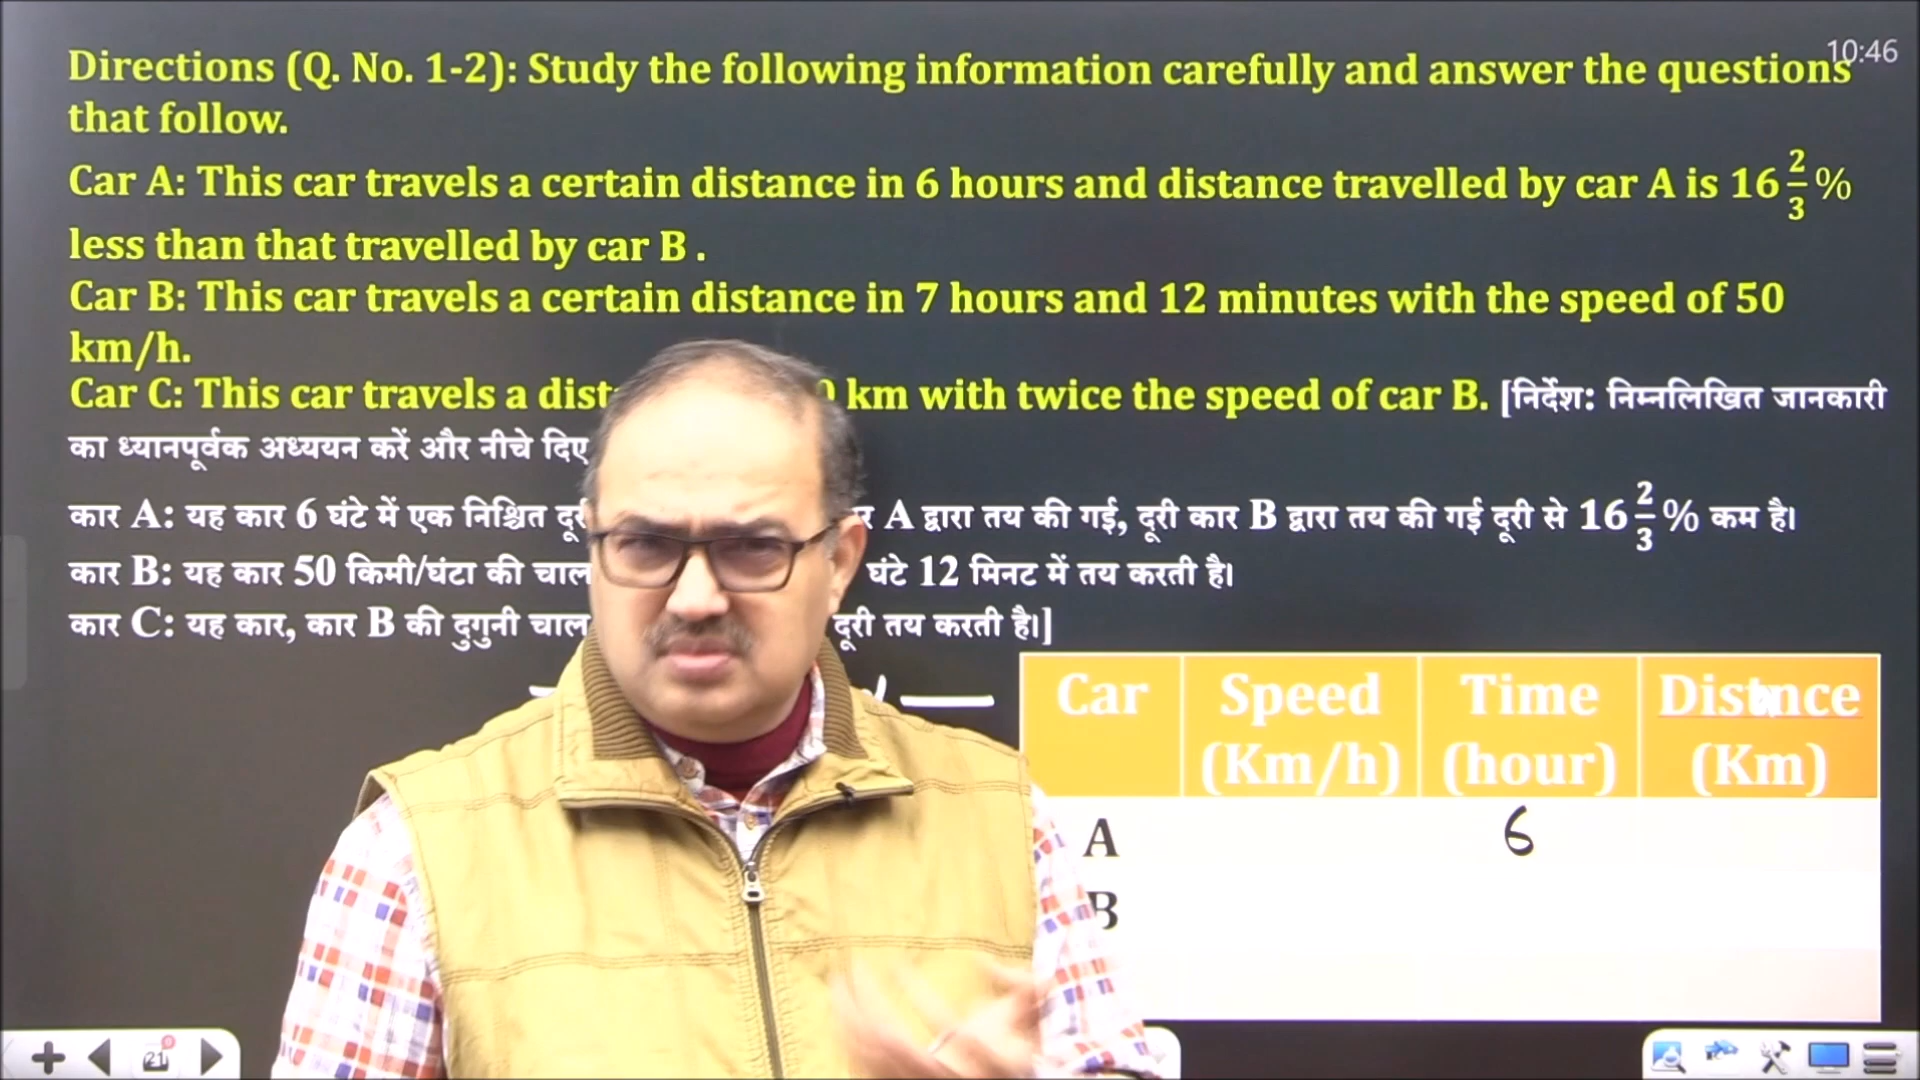 10:46
Directions (Q. No. 1-2): Study the following information carefully and answer the questions
that follow.
Car A: This car travels a certain distance in 6 hours and distance travelled by car A is 16 2/3 %
less than that travelled by car B .
Car B: This car travels a certain distance in 7 hours and 12 minutes with the speed of 50
km/h.
Car C: This car travels a km with twice the speed of car B. [निर्देश: निम्नलिखित जानकारी
का ध्यानपूर्वक अध्ययन करें और नीचे दिए
कार A: यह कार 6 घंटे में एक निश्चित A द्वारा तय की गई, दूरी कार B द्वारा तय की गई दूरी से 16 2/3 % कम है।
कार B: यह कार 50 किमी/घंटा की चाल घंटे 12 मिनट में तय करती है।
कार C: यह कार, कार B की दुगुनी चाल दूरी तय करती है।]
Car Speed (Km/h) Time (hour) Distance (Km)
A 6
B
21